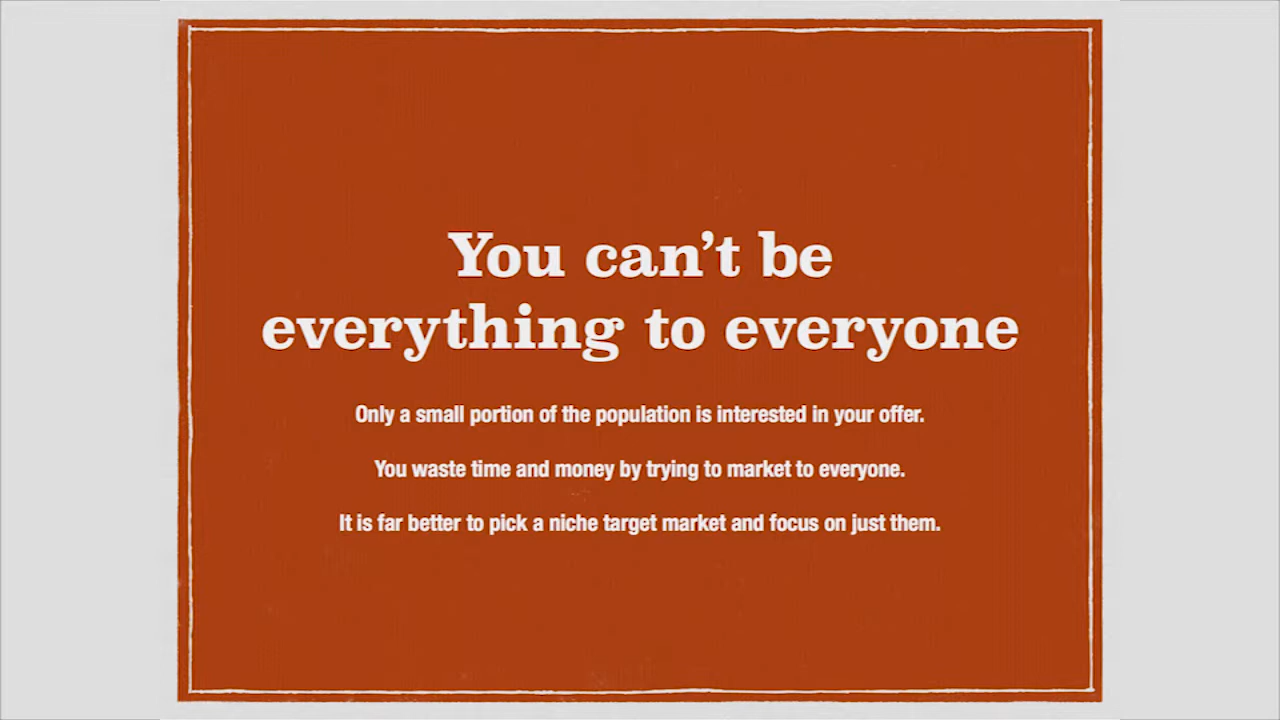 You can’t be
everything to everyone
Only a small portion of the population is interested in your offer.
You waste time and money by trying to market to everyone.
It is far better to pick a niche target market and focus on just them.